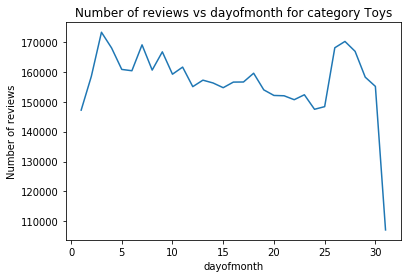 Number of reviews vs dayofmonth for category Toys
Number of reviews
170000
160000
150000
140000
130000
120000
110000
0 5 10 15 20 25 30
dayofmonth